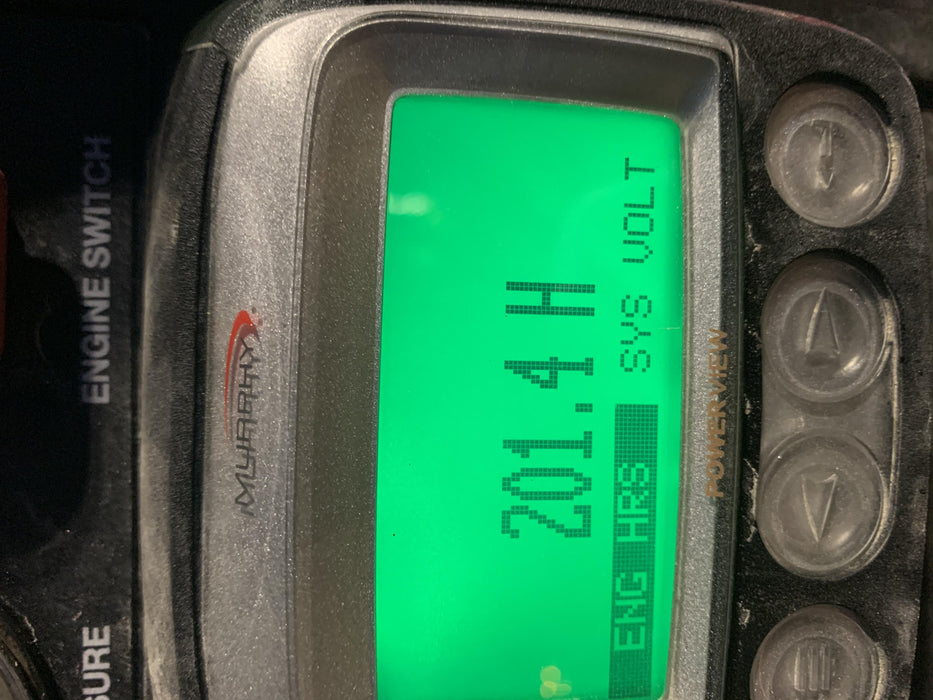 ENGINE SWITCH
SURE
MURPHY
201.4 H
ENG HRS SYS VOLT
POWERVIEW